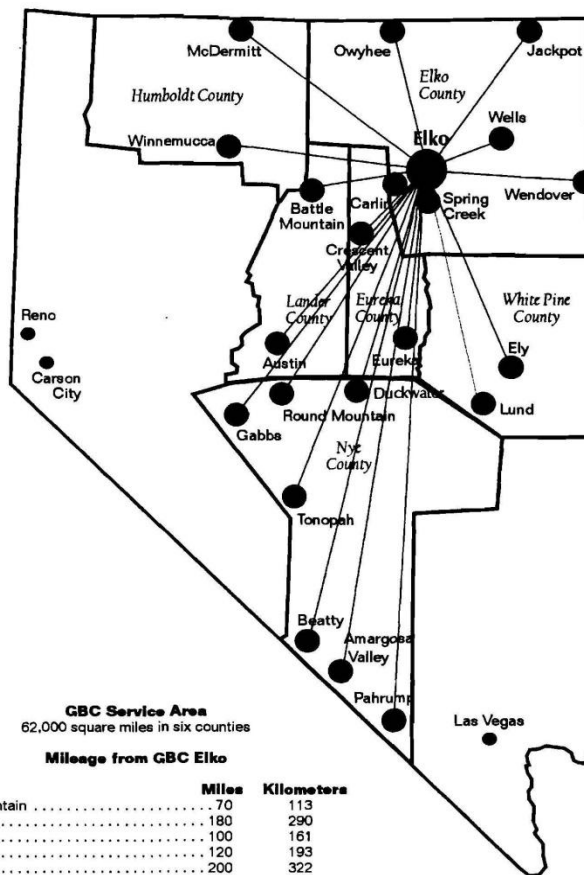 McDermitt
Owyhee
Jackpot
Humboldt County
Elko
County
Wells
Elko
Winnemucca
Battle
Mountain
Carlin
Spring
Creek
Wendover
Crescent
Valley
Lander
County
Eureka
County
White Pine
County
Reno
Carson
City
Austin
Eureka
Ely
Duckwater
Lund
Gabbs
Round Mountain
Nye
County
Tonopah
Beatty
Amargosa
Valley
Pahrump
Las Vegas
GBC Service Area
62,000 square miles in six counties
Mileage from GBC Elko
Miles Kilometers
ntain . . . . . . . . . . . . . . . . . . . . . . . . 70 113
. . . . . . . . . . . . . . . . . . . . . . . . . . . . 180 290
. . . . . . . . . . . . . . . . . . . . . . . . . . . . 100 161
. . . . . . . . . . . . . . . . . . . . . . . . . . . . 120 193
. . . . . . . . . . . . . . . . . . . . . . . . . . . . 200 322